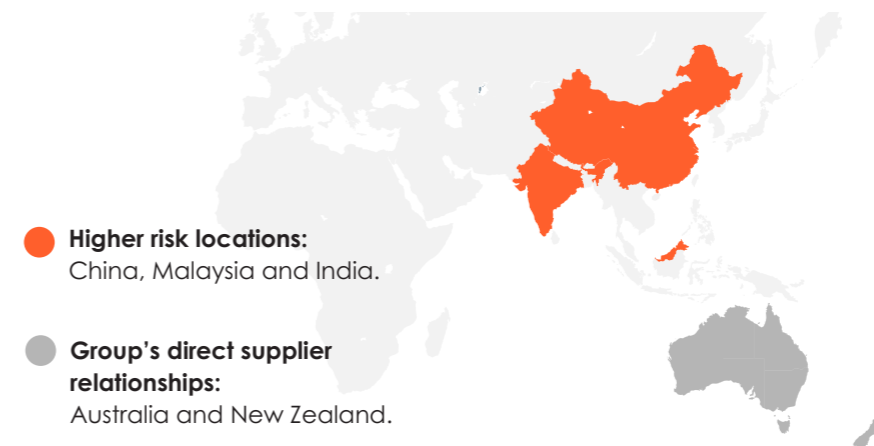 Higher risk locations:
China, Malaysia and India.
Group's direct supplier
relationships:
Australia and New Zealand.